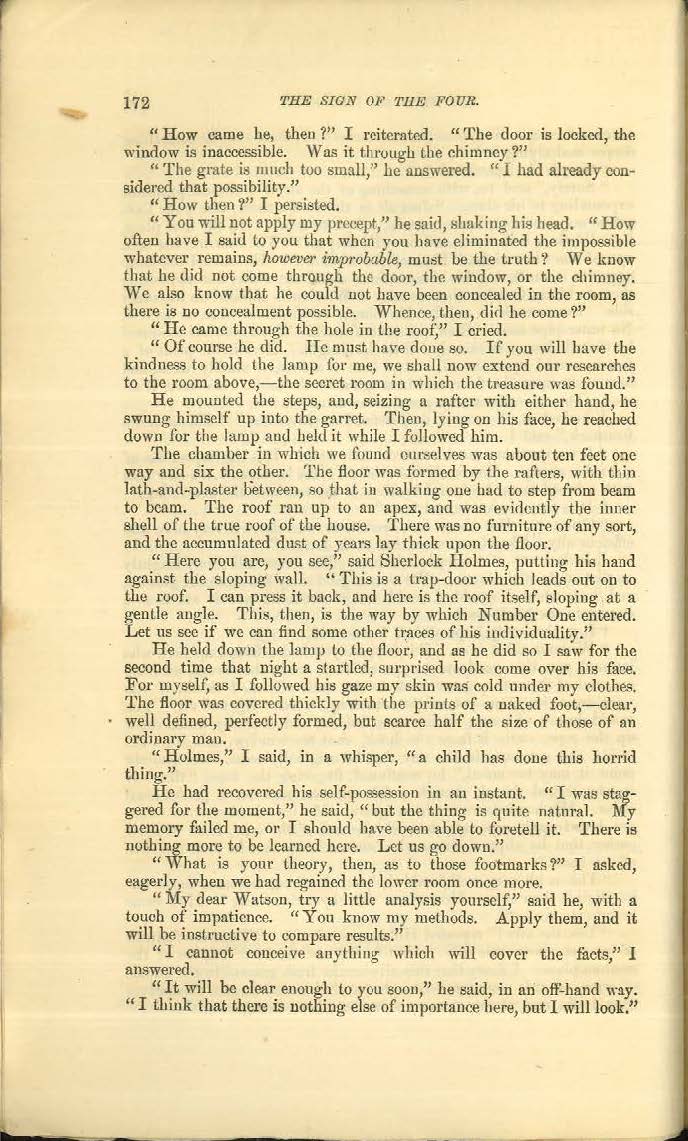 172 THE SIGN OF THE FOUR.
“How came he, then?” I reiterated. “The door is locked, the
window is inaccessible. Was it through the chimney?”
“The grate is much too small,” he answered. “I had already con-
sidered that possibility.”
“How then?” I persisted.
“You will not apply my precept,” he said, shaking his head. “How
often have I said to you that when you have eliminated the impossible
whatever remains, however improbable, must be the truth? We know
that he did not come through the door, the window, or the chimney.
We also know that he could not have been concealed in the room, as
there is no concealment possible. Whence, then, did he come?”
“He came through the hole in the roof,” I cried.
“Of course he did. He must have done so. If you will have the
kindness to hold the lamp for me, we shall now extend our researches
to the room above,—the secret room in which the treasure was found.”
He mounted the steps, and, seizing a rafter with either hand, he
swung himself up into the garret. Then, lying on his face, he reached
down for the lamp and held it while I followed him.
The chamber in which we found ourselves was about ten feet one
way and six the other. The floor was formed by the rafters, with thin
lath-and-plaster between, so that in walking one had to step from beam
to beam. The roof ran up to an apex, and was evidently the inner
shell of the true roof of the house. There was no furniture of any sort,
and the accumulated dust of years lay thick upon the floor.
“Here you are, you see,” said Sherlock Holmes, putting his hand
against the sloping wall. “This is a trap-door which leads out on to
the roof. I can press it back, and here is the roof itself, sloping at a
gentle angle. This, then, is the way by which Number One entered.
Let us see if we can find some other traces of his individuality.”
He held down the lamp to the floor, and as he did so I saw for the
second time that night a startled, surprised look come over his face.
For myself, as I followed his gaze my skin was cold under my clothes.
The floor was covered thickly with the prints of a naked foot,—clear,
well defined, perfectly formed, but scarce half the size of those of an
ordinary man.
“Holmes,” I said, in a whisper, “a child has done this horrid
thing.”
He had recovered his self-possession in an instant. “I was stag-
gered for the moment,” he said, “but the thing is quite natural. My
memory failed me, or I should have been able to foretell it. There is
nothing more to be learned here. Let us go down.”
“What is your theory, then, as to those footmarks?” I asked,
eagerly, when we had regained the lower room once more.
“My dear Watson, try a little analysis yourself,” said he, with a
touch of impatience. “You know my methods. Apply them, and it
will be instructive to compare results.”
“I cannot conceive anything which will cover the facts,” I
answered.
“It will be clear enough to you soon,” he said, in an off-hand way.
“I think that there is nothing else of importance here, but I will look.”